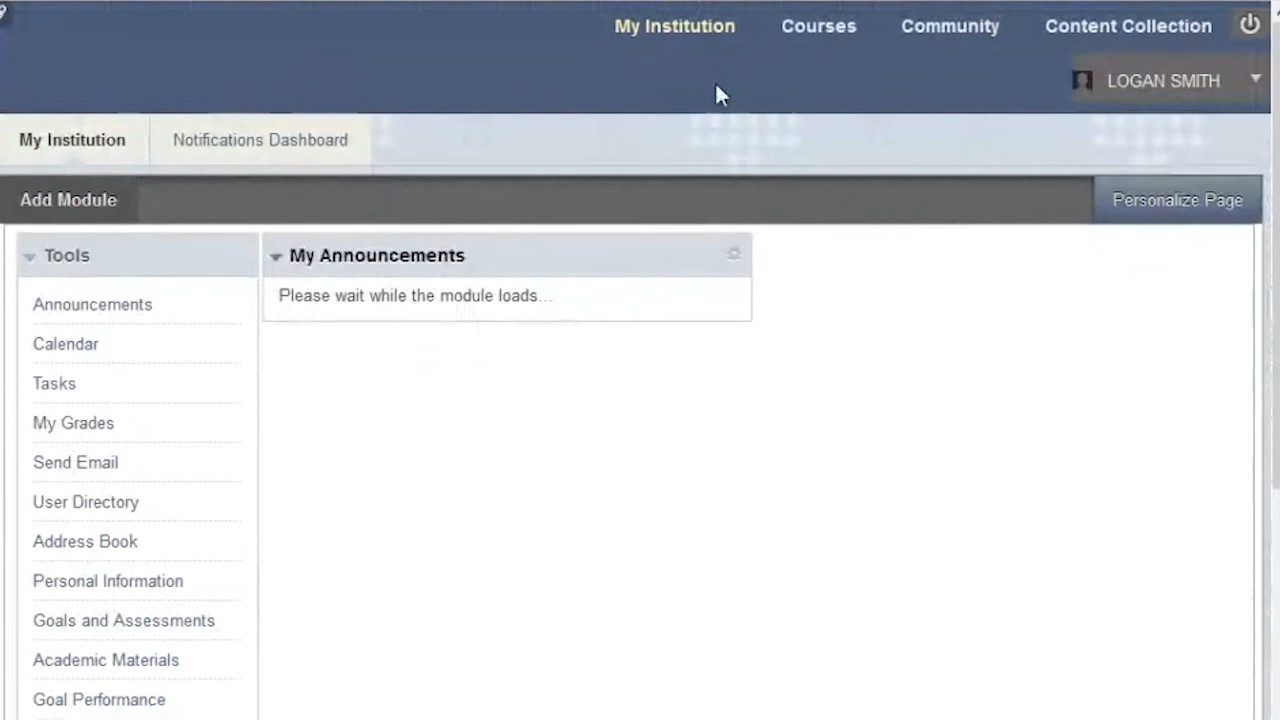 My Institution Courses Community Content Collection
LOGAN SMITH
My Institution Notifications Dashboard
Add Module Personalize Page
Tools
Announcements
Calendar
Tasks
My Grades
Send Email
User Directory
Address Book
Personal Information
Goals and Assessments
Academic Materials
Goal Performance
My Announcements
Please wait while the module loads...